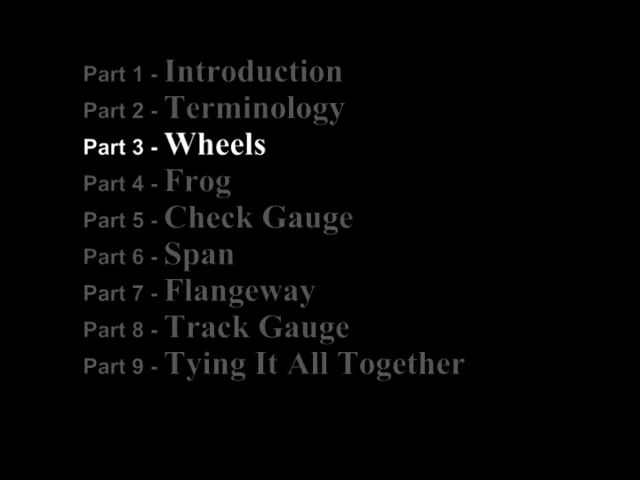 Part 1 - Introduction
Part 2 - Terminology
Part 3 - Wheels
Part 4 - Frog
Part 5 - Check Gauge
Part 6 - Span
Part 7 - Flangeway
Part 8 - Track Gauge
Part 9 - Tying It All Together